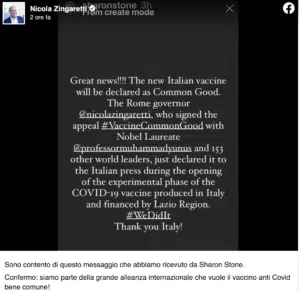 Nicola Zingaretti
2 ore fa
sharonstone 3h
From create mode
Great news!!!! The new Italian vaccine
will be declared as Common Good.
The Rome governor
@nicolazingaretti, who signed the
appeal #VaccineCommonGood with
Nobel Laureate
@professormuhammadyunus and 153
other world leaders, just declared it to
the Italian press during the opening
of the experimental phase of the
COVID-19 vaccine produced in Italy
and financed by Lazio Region.
#WeDidIt
Thank you Italy!
Sono contento di questo messaggio che abbiamo ricevuto da Sharon Stone.
Confermo: siamo parte della grande alleanza internazionale che vuole il vaccino anti Covid
bene comune!